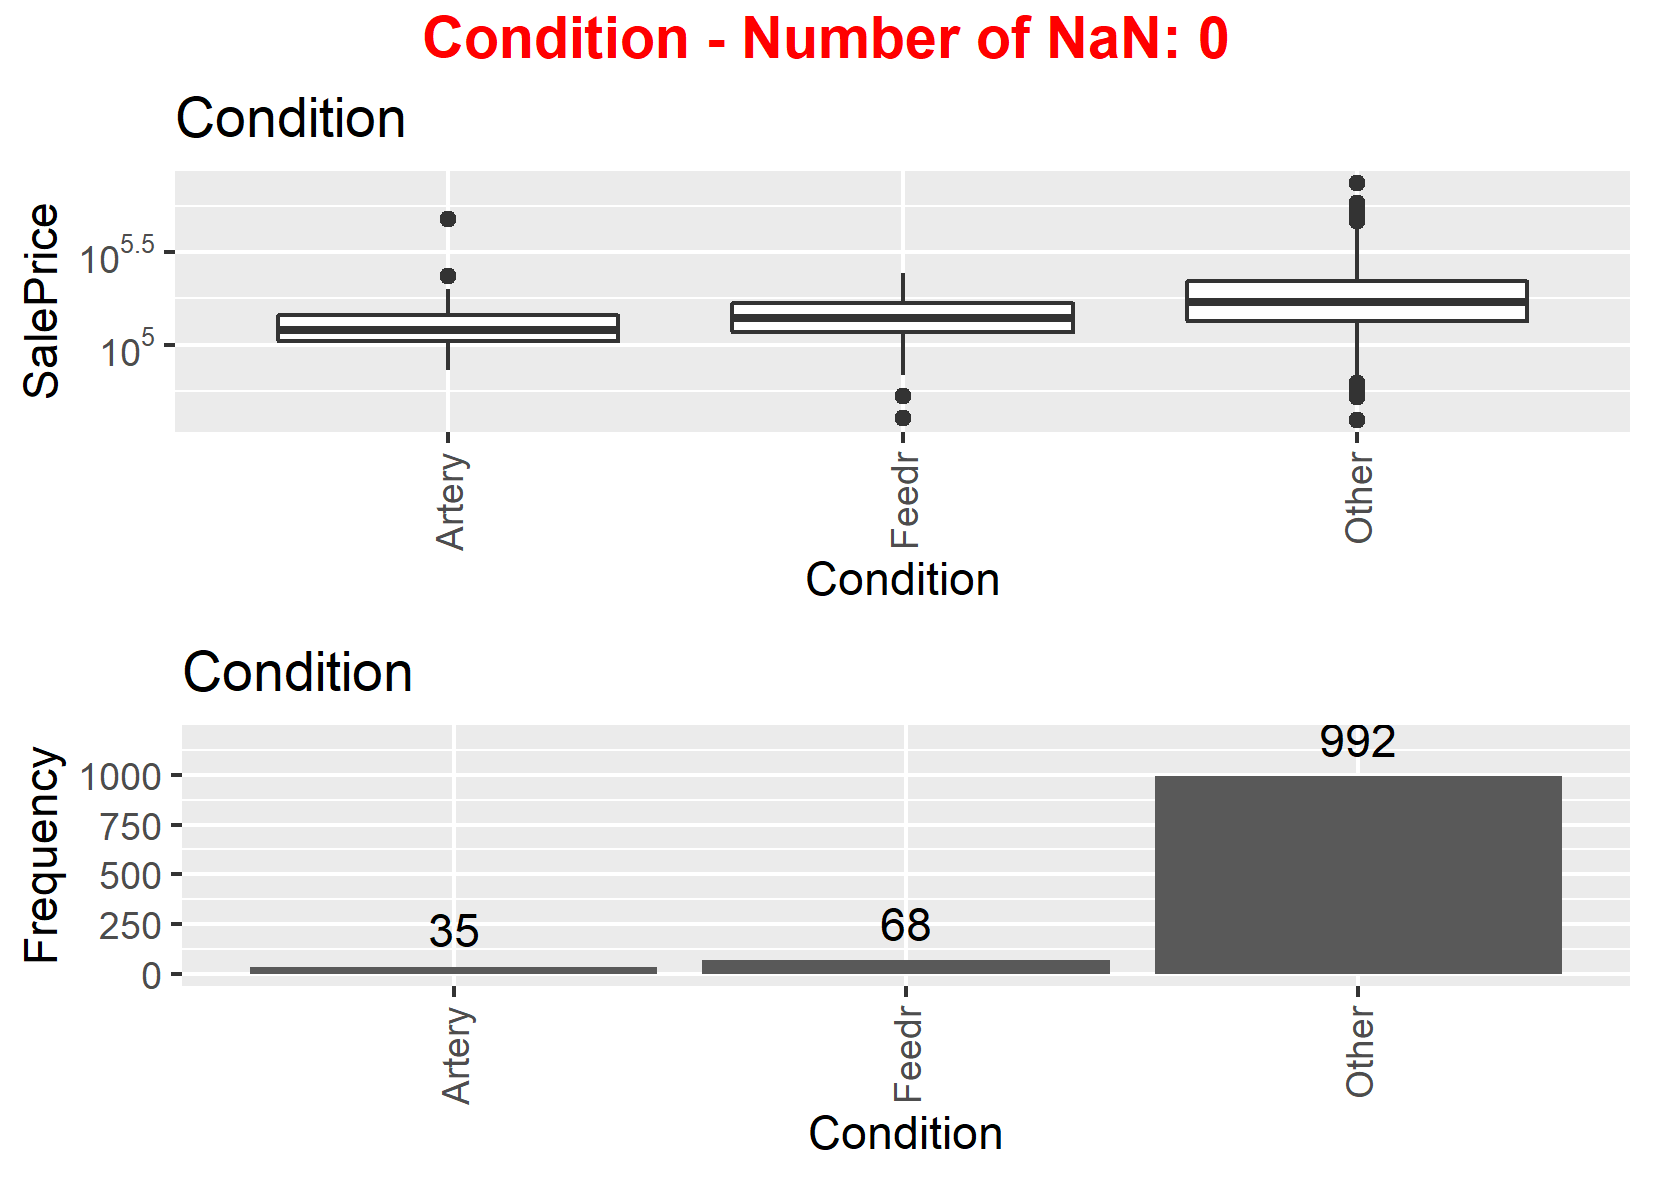 Condition - Number of NaN: 0
Condition
SalePrice
10^5.5
10^5
Artery
Feedr
Other
Condition
Condition
Frequency
1000
750
500
250
0
35
68
992
Artery
Feedr
Other
Condition